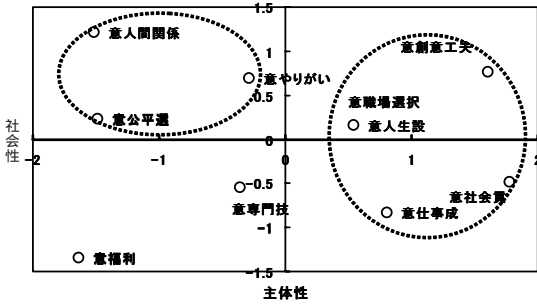 1.5
意人間関係
意創意工夫
1
意やりがい
0.5
意職場選択
意公平選
意人生設
社会性
0
-2
-1
0
1
2
-0.5
意専門技
意社会貢
意仕事成
-1
意福利
-1.5
主体性